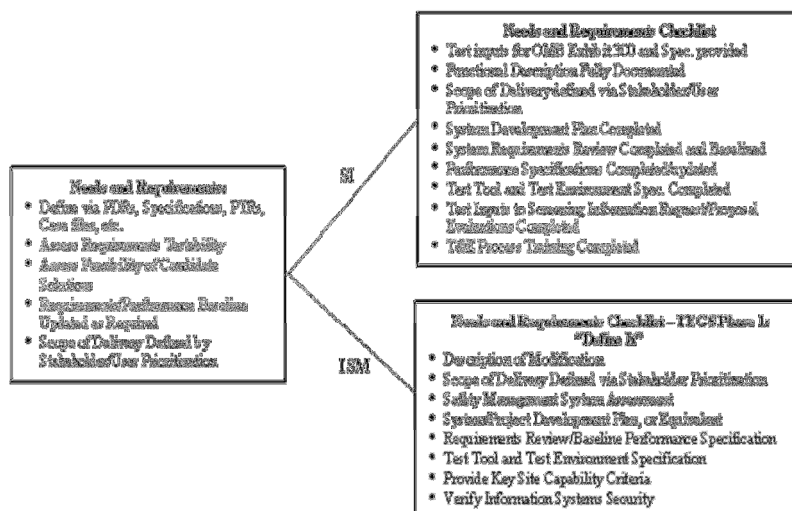 Needs and Requirements:
• Define via PDRs, Specifications, PTRs,
Case files, etc.
• Assess Requirements Testability
• Assess Feasibility of Candidate
Solutions
• Requirements/Performance Baseline
Updated as Required
• Scope of Delivery Defined by
Stakeholder/User Prioritization.
SI
ISM
Needs and Requirements Checklist
• Test inputs for OMB Exhibit 300 and Spec. provided
• Functional Description Fully Documented
• Scope of Delivery defined via Stakeholder/User
Prioritization
• System Development Plan Completed
• System Requirements Review Completed and Baselined
• Performance Specifications Completed/updated
• Test Tool and Test Environment Spec. Completed
• Test Inputs to Screening Information Request/Proposal
Evaluations Completed
• T&E Process Training Completed
Needs and Requirements Checklist – TECS Phase 1:
"Define It"
• Description of Modification
• Scope of Delivery Defined via Stakeholder Prioritization
• Safety Management System Assessment
• System/Project Development Plan, or Equivalent
• Requirements Review/Baseline Performance Specification
• Test Tool and Test Environment Specification
• Provide Key Site Capability Criteria
• Verify Information Systems Security